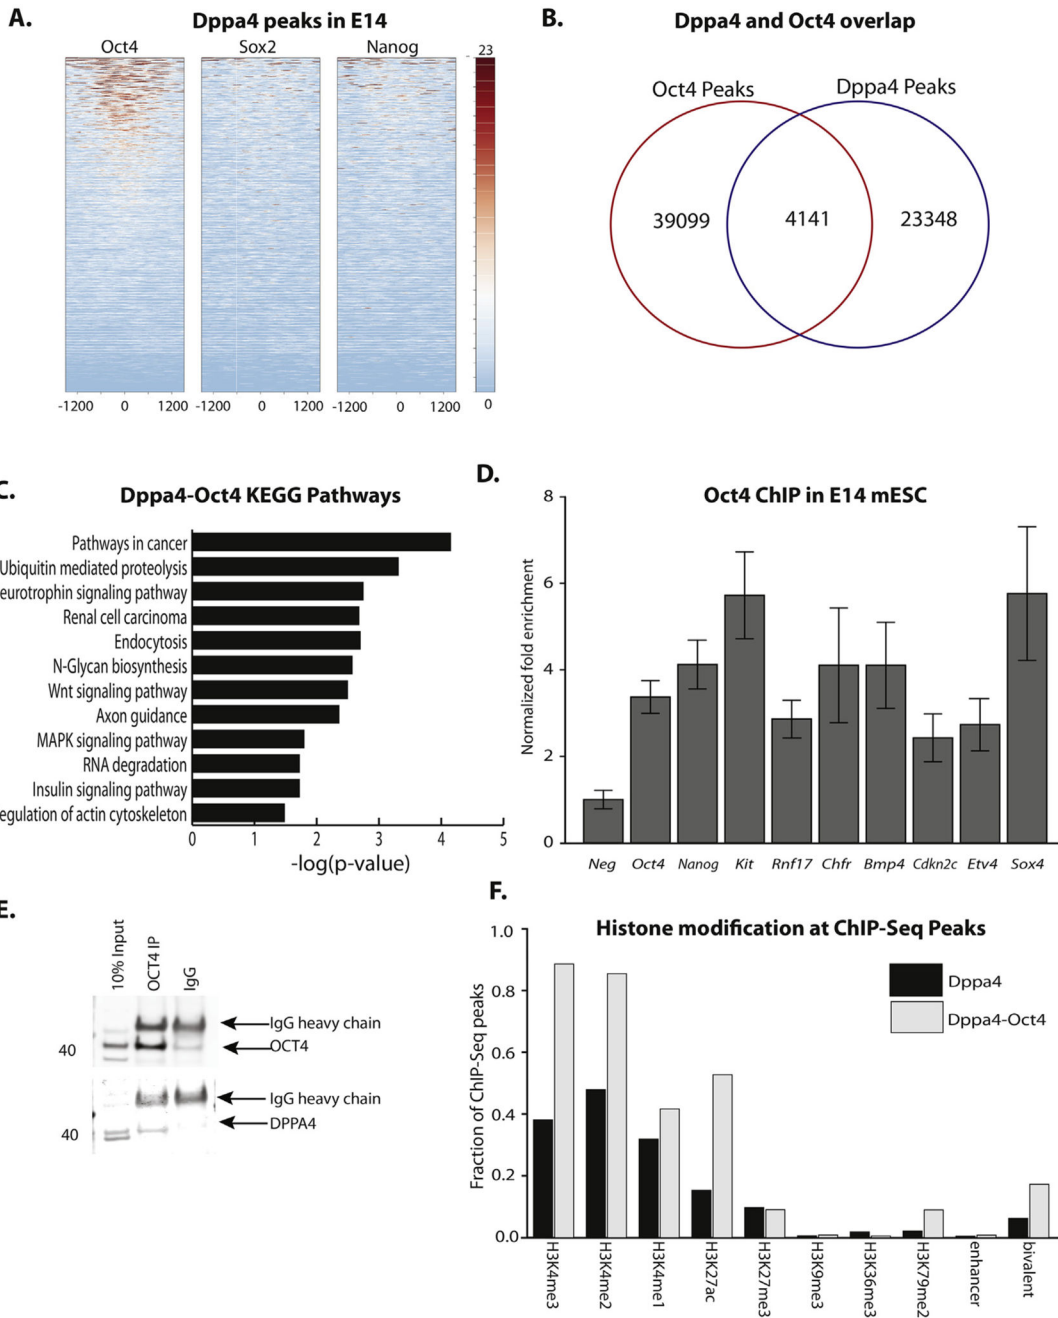 A.
Dppa4 peaks in E14
Oct4 Sox2 Nanog
23
0
-1200 0 1200 -1200 0 1200 -1200 0 1200
B.
Dppa4 and Oct4 overlap
Oct4 Peaks Dppa4 Peaks
39099 4141 23348
C.
Dppa4-Oct4 KEGG Pathways
Pathways in cancer
Ubiquitin mediated proteolysis
eurotrophin signaling pathway
Renal cell carcinoma
Endocytosis
N-Glycan biosynthesis
Wnt signaling pathway
Axon guidance
MAPK signaling pathway
RNA degradation
Insulin signaling pathway
egulation of actin cytoskeleton
0 1 2 3 4 5
-log(p-value)
D.
Oct4 ChIP in E14 mESC
Normalized fold enrichment
8
6
4
2
0
Neg Oct4 Nanog Kit Rnf17 Chfr Bmp4 Cdkn2c Etv4 Sox4
E.
10% Input
OCT4 IP
IgG
IgG heavy chain
40
OCT4
IgG heavy chain
DPPA4
40
F.
Histone modification at ChIP-Seq Peaks
Fraction of ChIP-Seq peaks
1.0
0.8
0.6
0.4
0.2
0.0
Dppa4
Dppa4-Oct4
H3K4me3
H3K4me2
H3K4me1
H3K27ac
H3K27me3
H3K9me3
H3K36me3
H3K79me2
enhancer
bivalent